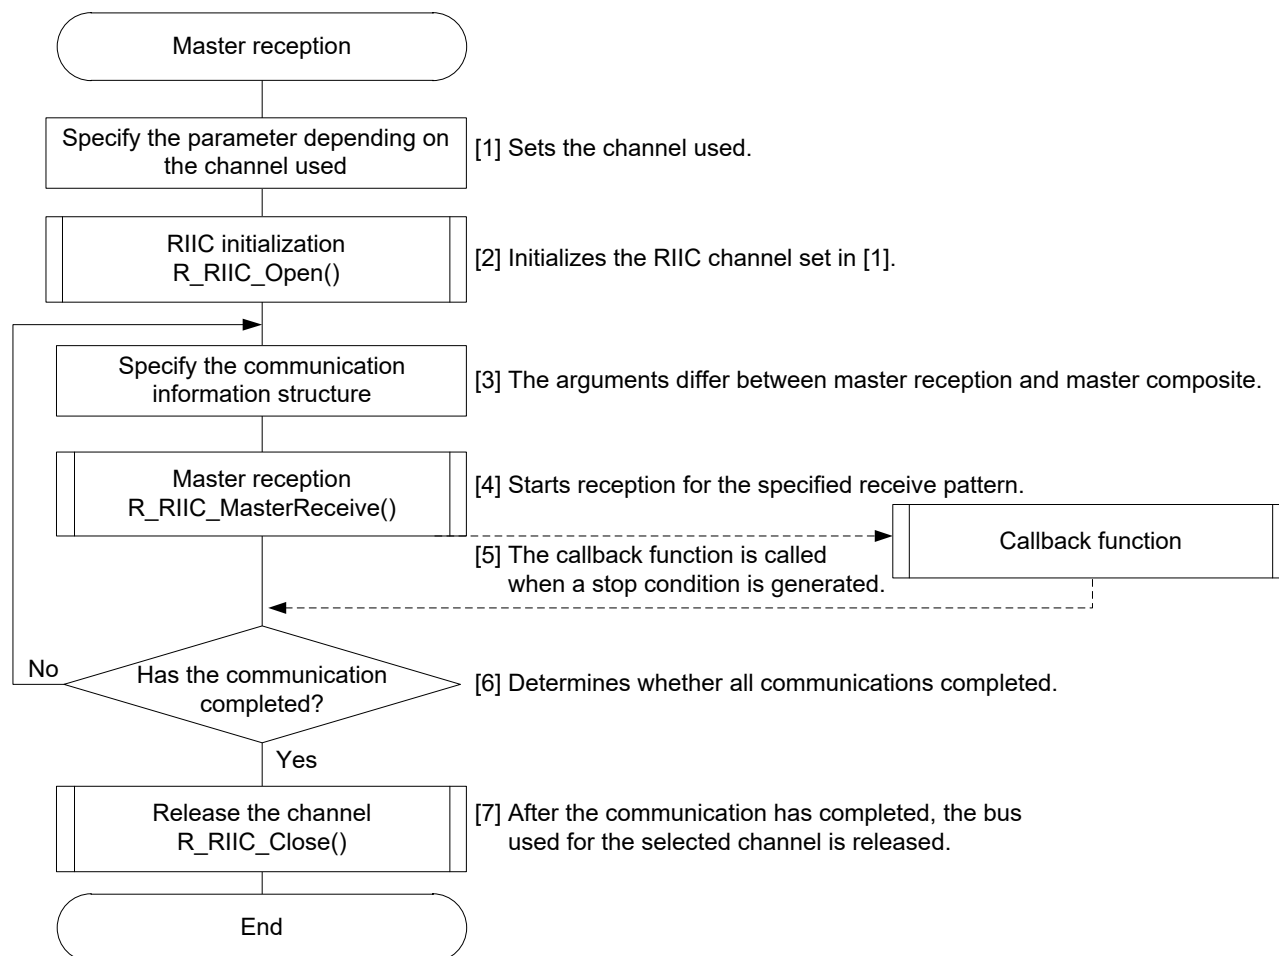 Master reception
Specify the parameter depending on
the channel used
[1] Sets the channel used.
RIIC initialization
R_RIIC_Open()
[2] Initializes the RIIC channel set in [1].
Specify the communication
information structure
[3] The arguments differ between master reception and master composite.
Master reception
R_RIIC_MasterReceive()
[4] Starts reception for the specified receive pattern.
[5] The callback function is called
when a stop condition is generated.
Callback function
No
Has the communication
completed?
[6] Determines whether all communications completed.
Yes
Release the channel
R_RIIC_Close()
[7] After the communication has completed, the bus
used for the selected channel is released.
End